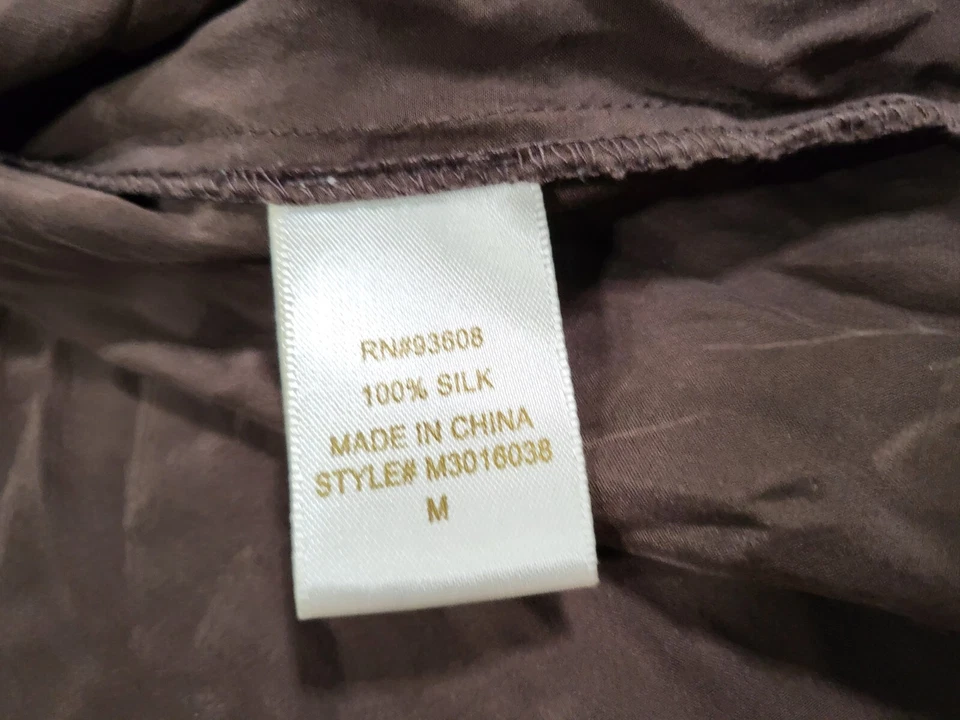 RN#93608
100% SILK
MADE IN CHINA
STYLE# M3016038
M